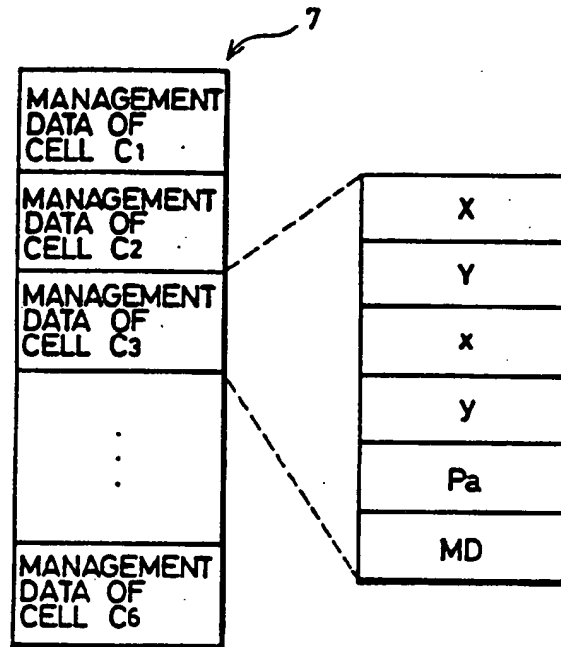 7
MANAGEMENT
DATA OF
CELL C1
MANAGEMENT
DATA OF
CELL C2
MANAGEMENT
DATA OF
CELL C3
.
.
.
MANAGEMENT
DATA OF
CELL C6
X
Y
x
y
Pa
MD